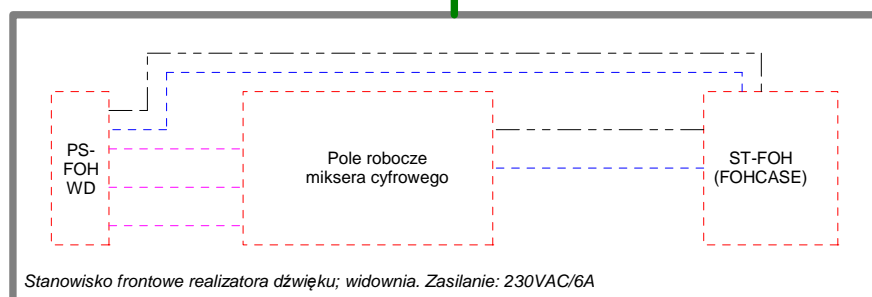 PS-
FOH
WD
Pole robocze
miksera cyfrowego
ST-FOH
(FOHCASE)
Stanowisko frontowe realizatora dźwięku; widownia. Zasilanie: 230VAC/6A